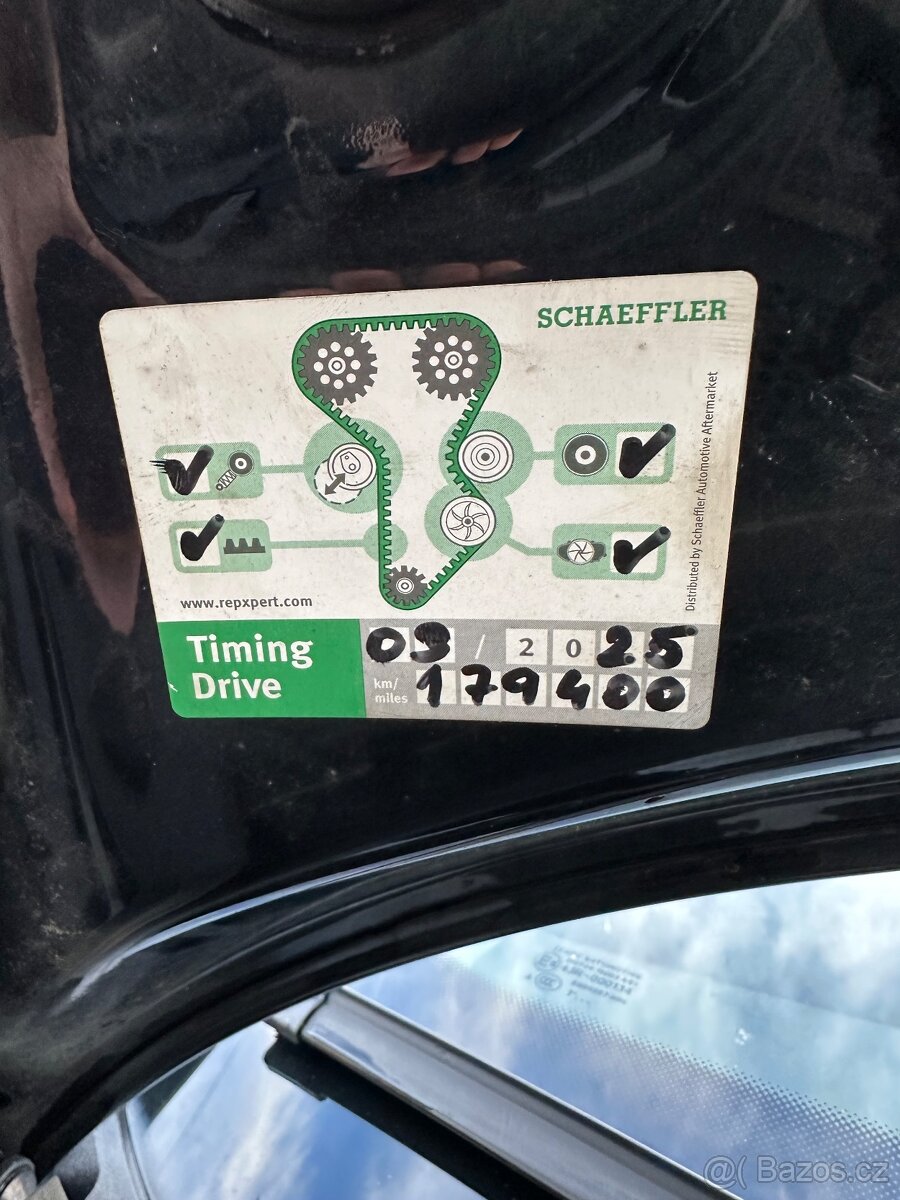 SCHAEFFLER
Distributed by Schaeffler Automotive Aftermarket
www.repxpert.com
Timing
Drive
03 / 2025
km/
miles
179400
@( Bazos.cz